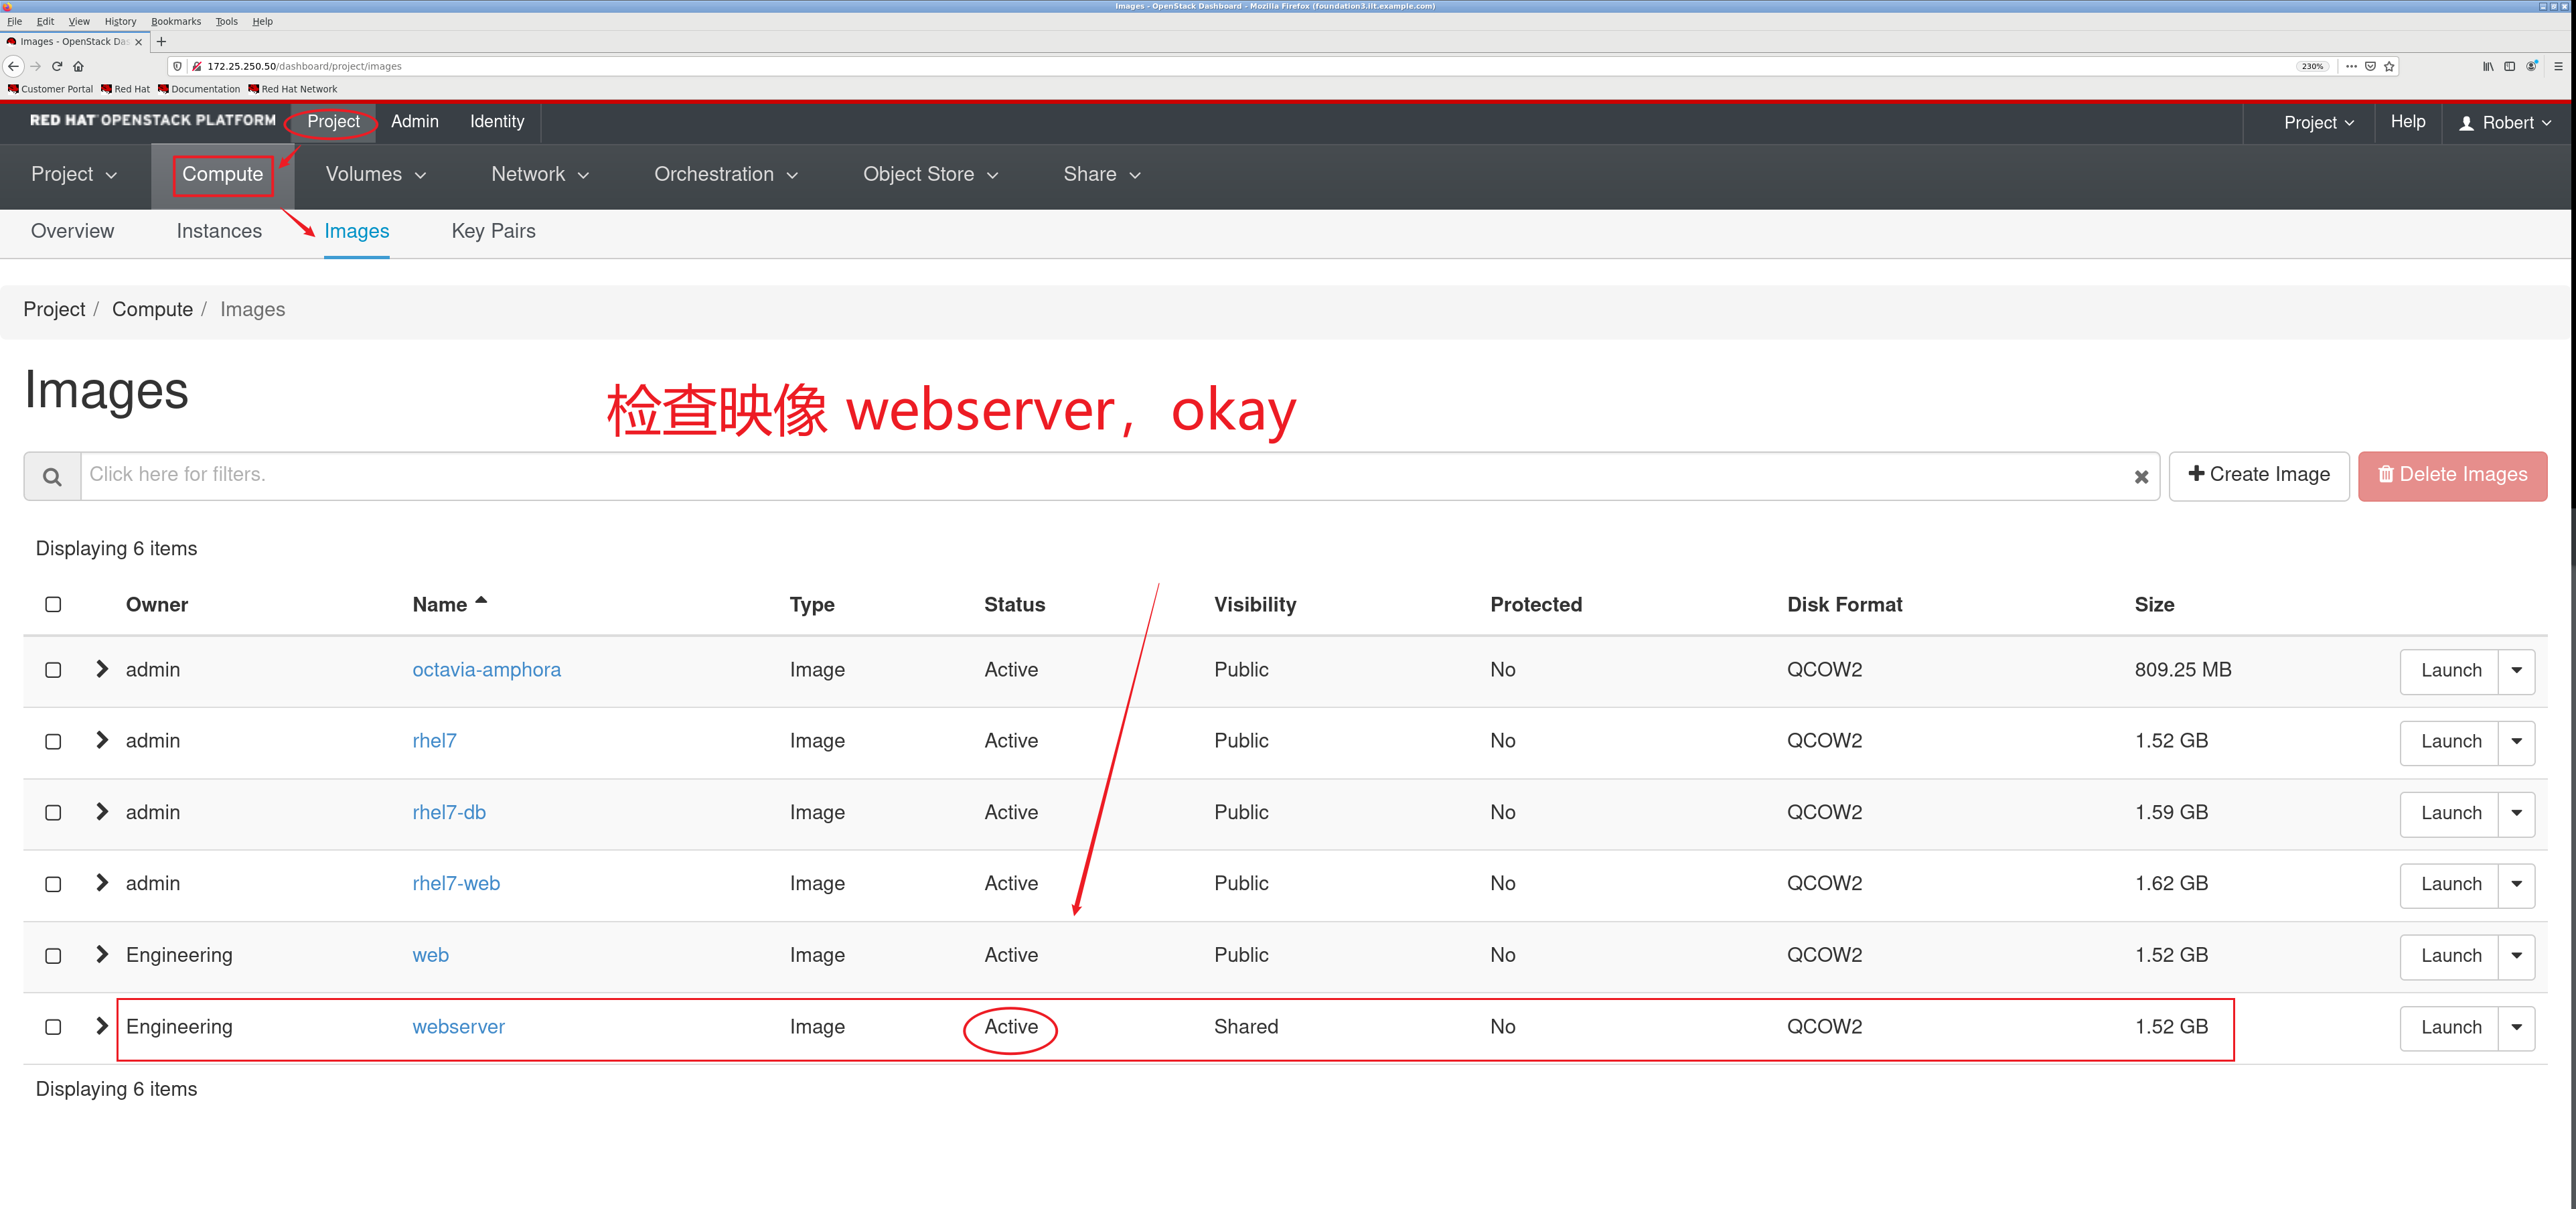 Images - OpenStack Dashboard - Mozilla Firefox (foundation3.ilt.example.com)
File Edit View History Bookmarks Tools Help
Images - OpenStack Das
172.25.250.50/dashboard/project/images 230%
Customer Portal Red Hat Documentation Red Hat Network
RED HAT OPENSTACK PLATFORM Project Admin Identity Project Help Robert
Project Compute Volumes Network Orchestration Object Store Share
Overview Instances Images Key Pairs
Project / Compute / Images
Images
检查映像 webserver，okay
Click here for filters. Create Image Delete Images
Displaying 6 items
Owner Name Type Status Visibility Protected Disk Format Size
admin octavia-amphora Image Active Public No QCOW2 809.25 MB Launch
admin rhel7 Image Active Public No QCOW2 1.52 GB Launch
admin rhel7-db Image Active Public No QCOW2 1.59 GB Launch
admin rhel7-web Image Active Public No QCOW2 1.62 GB Launch
Engineering web Image Active Public No QCOW2 1.52 GB Launch
Engineering webserver Image Active Shared No QCOW2 1.52 GB Launch
Displaying 6 items